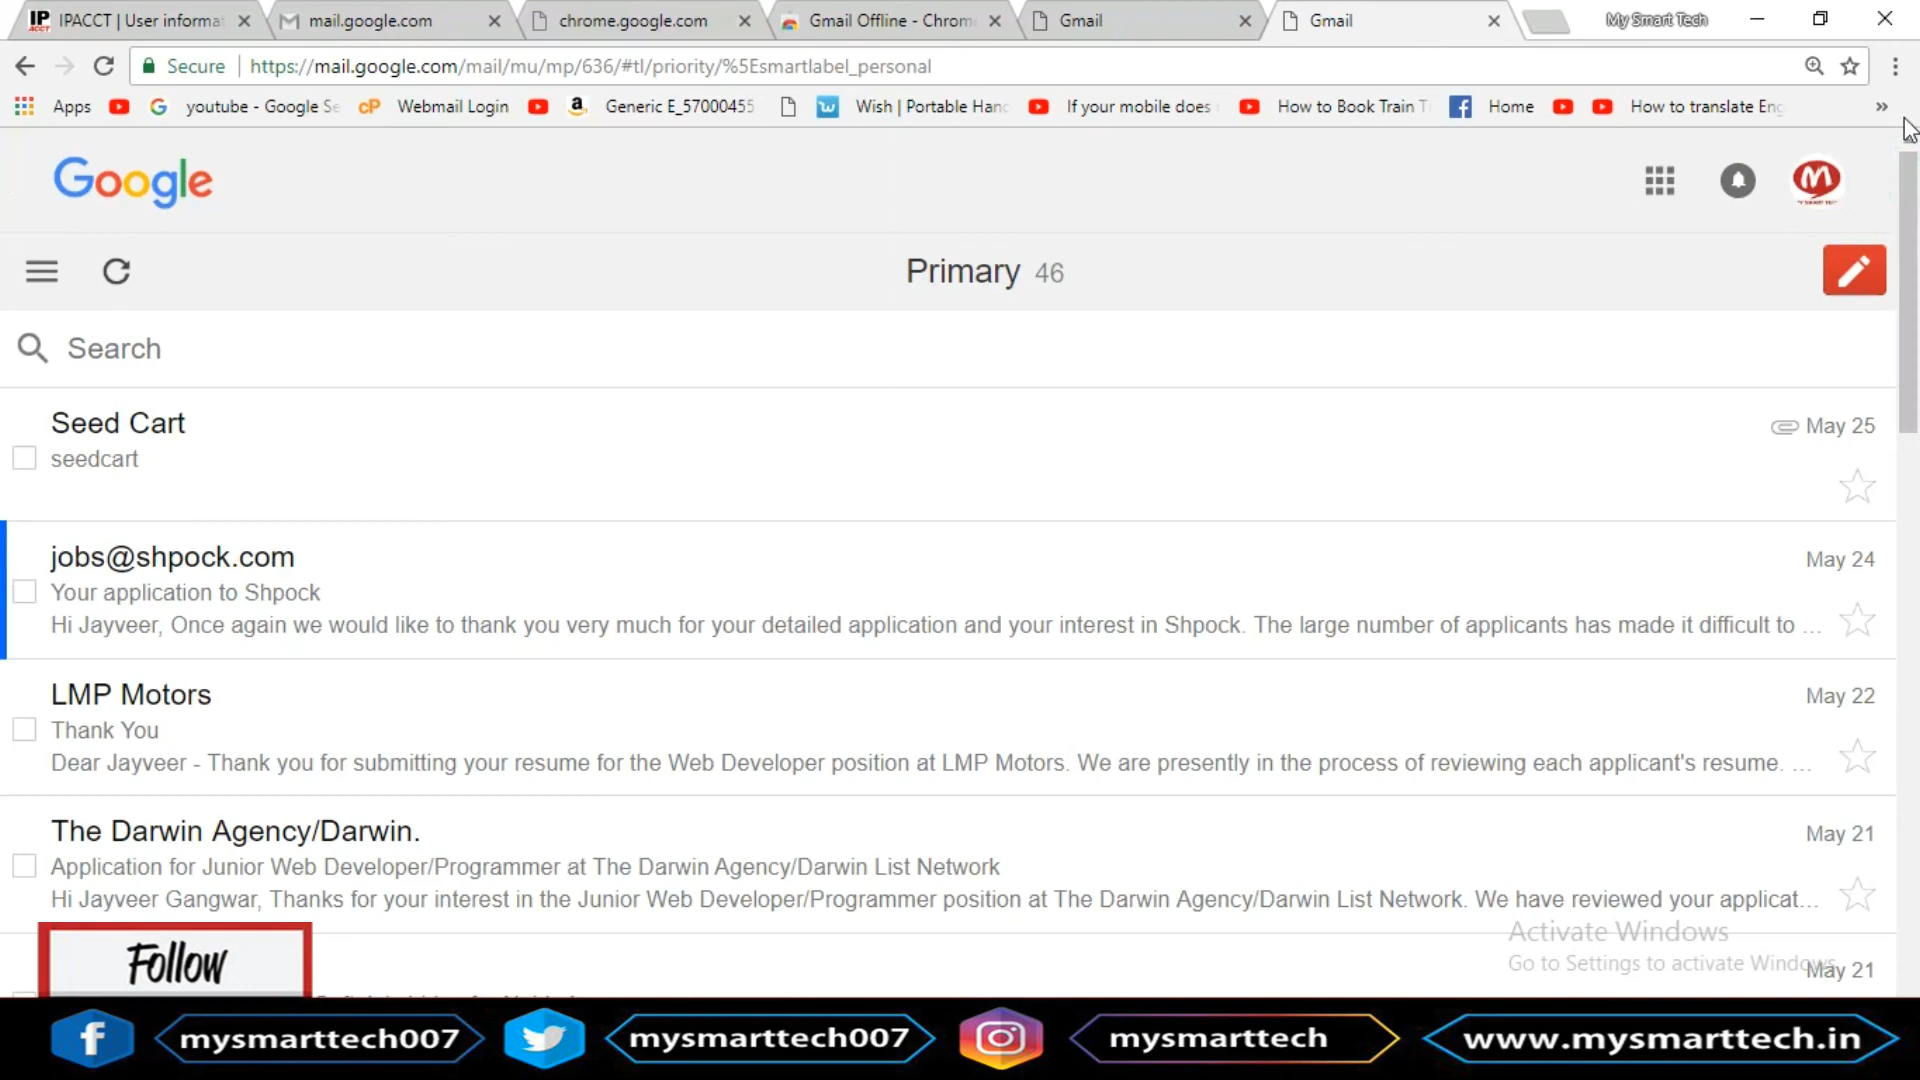 IPACCT | User informa
mail.google.com
chrome.google.com
Gmail Offline - Chrom
Gmail
Gmail
My Smart Tech
Secure
https://mail.google.com/mail/mu/mp/636/#tl/priority/%5Esmartlabel_personal
Apps
youtube - Google Se
cP
Webmail Login
Generic E_57000455
Wish | Portable Hand
If your mobile does
How to Book Train T
Home
How to translate Eng
Google
Primary 46
Search
Seed Cart
May 25
seedcart
jobs@shpock.com
May 24
Your application to Shpock
Hi Jayveer, Once again we would like to thank you very much for your detailed application and your interest in Shpock. The large number of applicants has made it difficult to ...
LMP Motors
May 22
Thank You
Dear Jayveer - Thank you for submitting your resume for the Web Developer position at LMP Motors. We are presently in the process of reviewing each applicant's resume. ...
The Darwin Agency/Darwin.
May 21
Application for Junior Web Developer/Programmer at The Darwin Agency/Darwin List Network
Hi Jayveer Gangwar, Thanks for your interest in the Junior Web Developer/Programmer position at The Darwin Agency/Darwin List Network. We have reviewed your applicat...
Activate Windows
Go to Settings to activate Windows
May 21
Follow
mysmarttech007
mysmarttech007
mysmarttech
www.mysmarttech.in